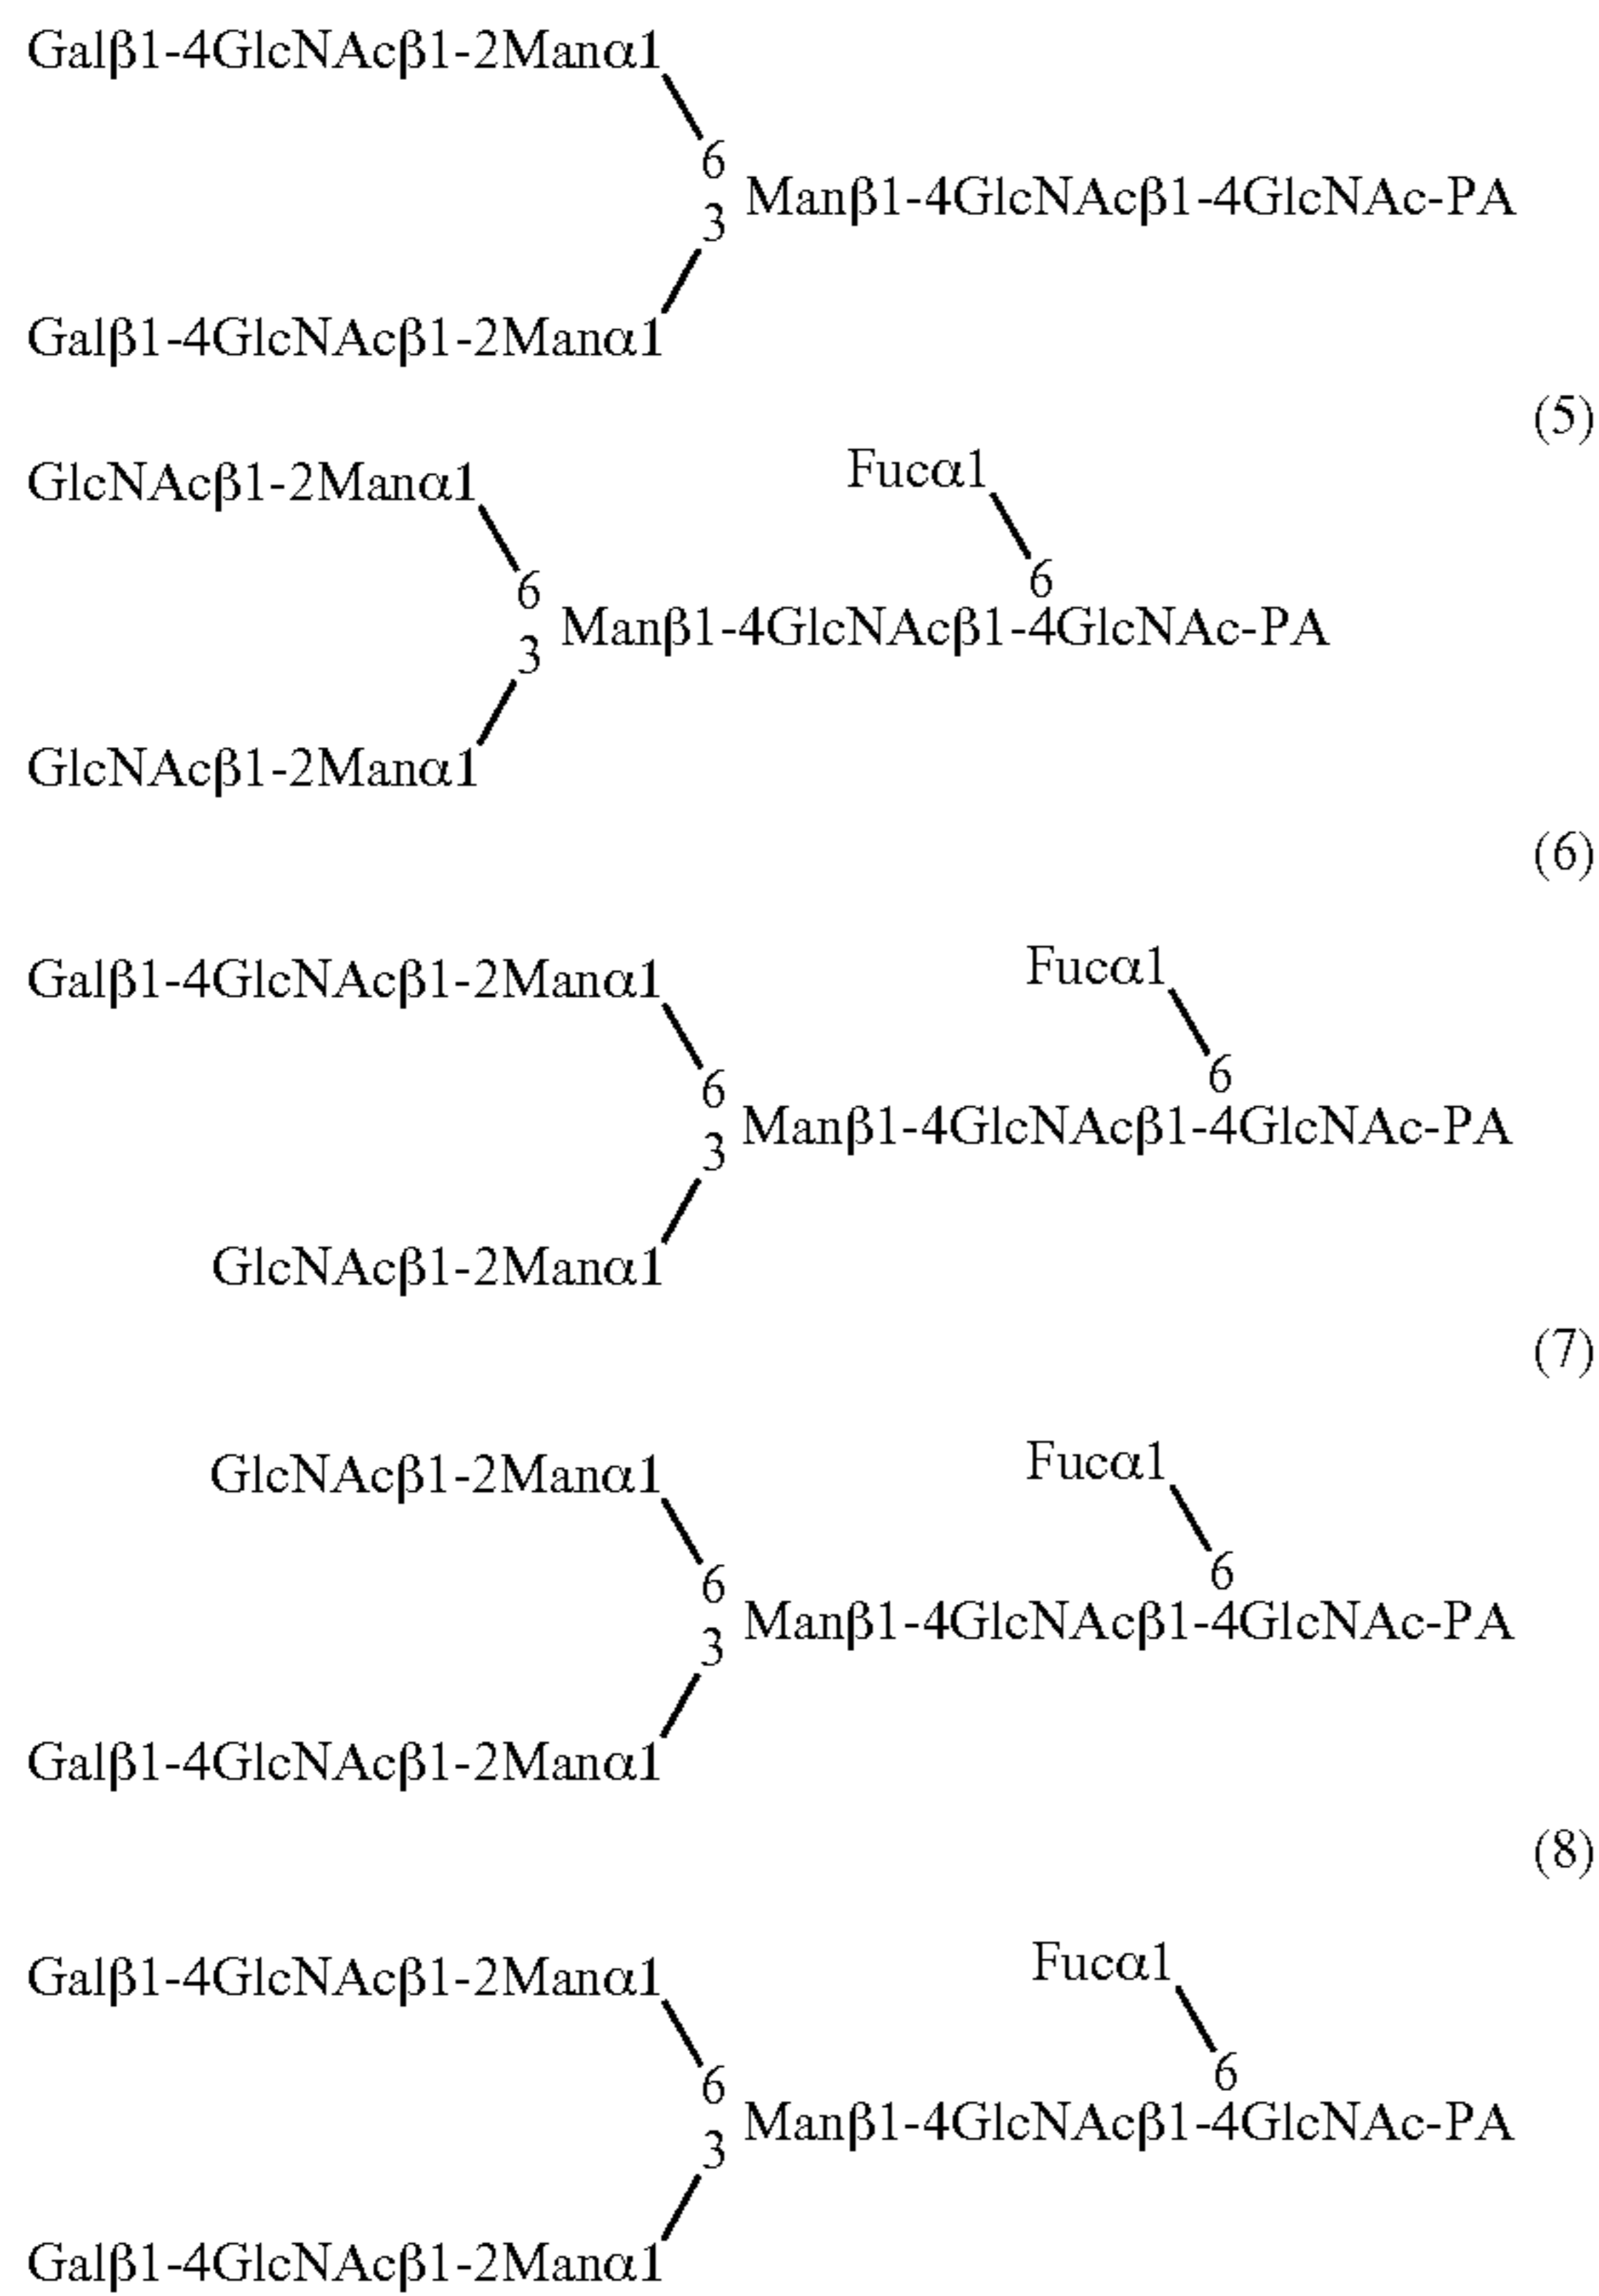 Galβ1-4GlcNAcβ1-2Manα1
6
Manβ1-4GlcNAcβ1-4GlcNAc-PA
3
Galβ1-4GlcNAcβ1-2Manα1
(5)
GlcNAcβ1-2Manα1 Fucα1
6 6
Manβ1-4GlcNAcβ1-4GlcNAc-PA
3
GlcNAcβ1-2Manα1
(6)
Galβ1-4GlcNAcβ1-2Manα1 Fucα1
6 6
Manβ1-4GlcNAcβ1-4GlcNAc-PA
3
GlcNAcβ1-2Manα1
(7)
GlcNAcβ1-2Manα1 Fucα1
6 6
Manβ1-4GlcNAcβ1-4GlcNAc-PA
3
Galβ1-4GlcNAcβ1-2Manα1
(8)
Galβ1-4GlcNAcβ1-2Manα1 Fucα1
6 6
Manβ1-4GlcNAcβ1-4GlcNAc-PA
3
Galβ1-4GlcNAcβ1-2Manα1